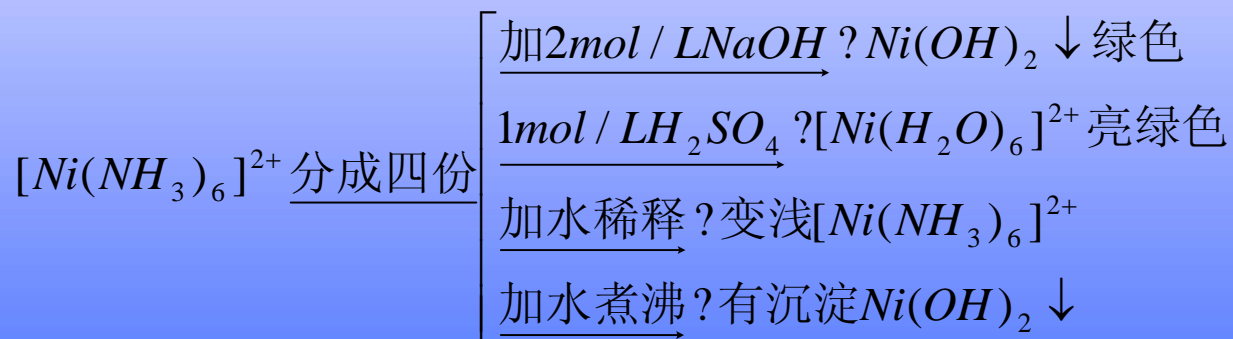 加2mol / LNaOH ? Ni(OH)₂ ↓ 绿色
1mol / LH₂SO₄ ?[Ni(H₂O)₆]²⁺ 亮绿色
[Ni(NH₃)₆]²⁺ 分成四份
加水稀释 ? 变浅[Ni(NH₃)₆]²⁺
加水煮沸 ? 有沉淀Ni(OH)₂ ↓